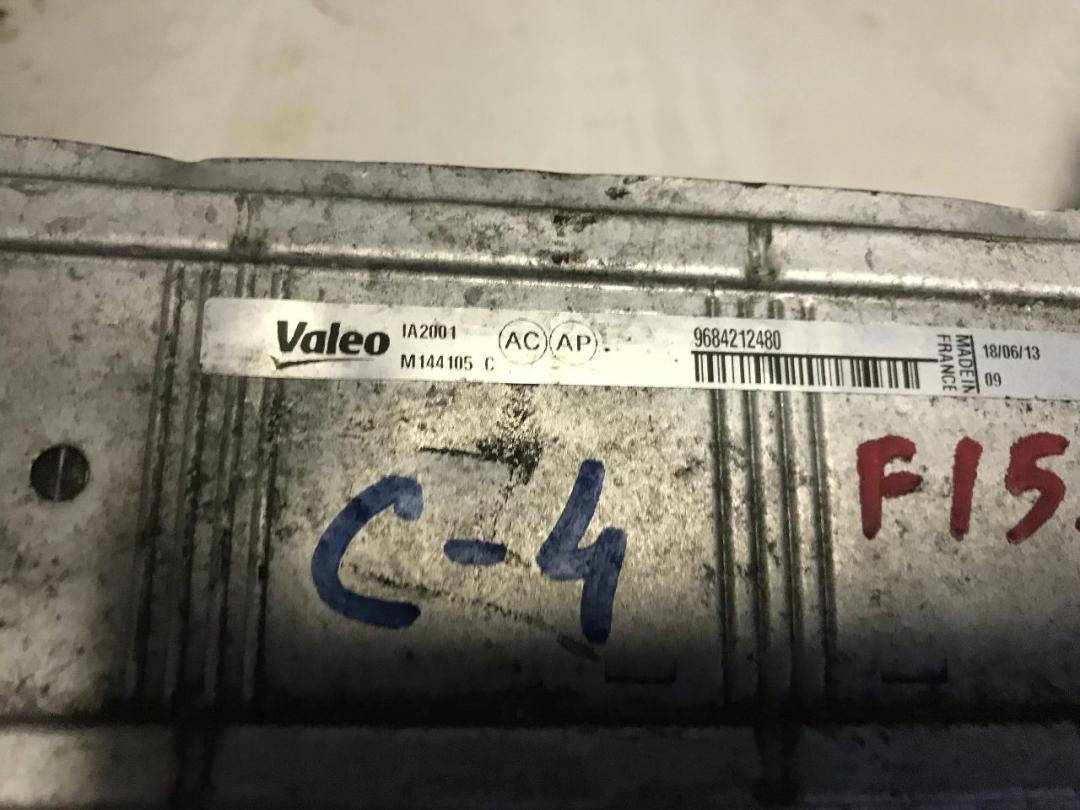 Valeo
IA2001
M144105 C
AC AP
9684212480
MADE IN
FRANCE
18/06/13
09
C-4
F15